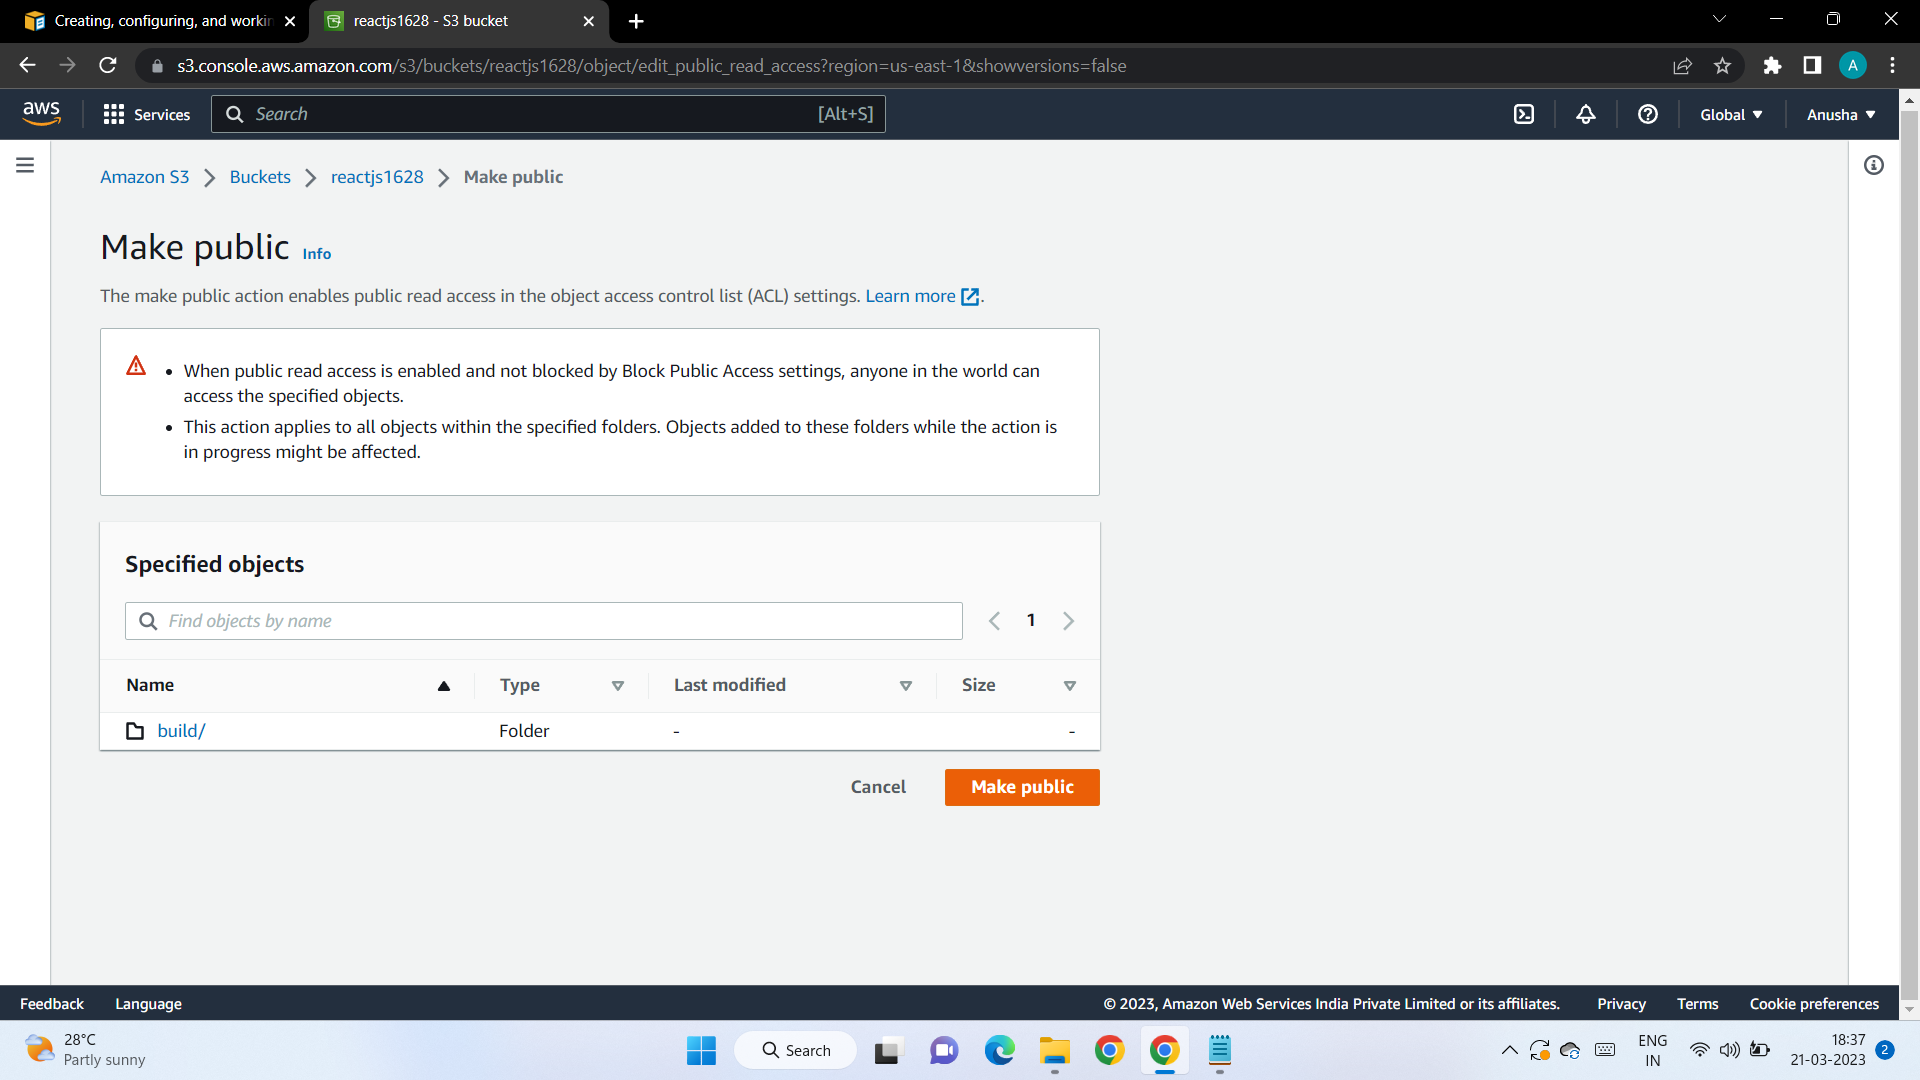 Creating, configuring, and workin
reactjs1628 - S3 bucket
s3.console.aws.amazon.com/s3/buckets/reactjs1628/object/edit_public_read_access?region=us-east-1&showversions=false
A
aws
Services
Search
[Alt+S]
Global
Anusha
Amazon S3
Buckets
reactjs1628
Make public
Make public Info
The make public action enables public read access in the object access control list (ACL) settings. Learn more.
• When public read access is enabled and not blocked by Block Public Access settings, anyone in the world can
access the specified objects.
• This action applies to all objects within the specified folders. Objects added to these folders while the action is
in progress might be affected.
Specified objects
Find objects by name
1
Name Type Last modified Size
build/ Folder - -
Cancel Make public
Feedback Language © 2023, Amazon Web Services India Private Limited or its affiliates. Privacy Terms Cookie preferences
28°C
Partly sunny
Search
ENG
IN
18:37
21-03-2023
2